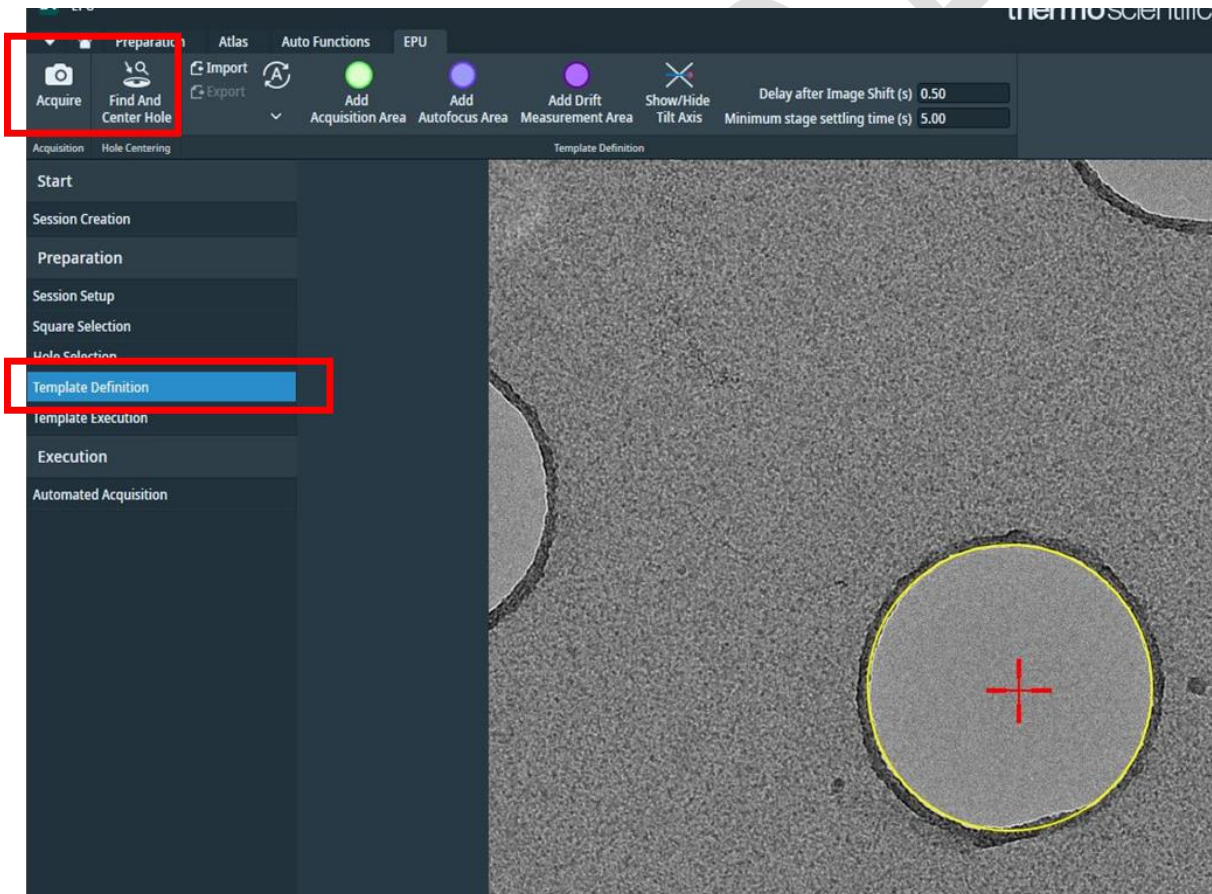 EPU
thermo scientific
Preparation Atlas Auto Functions EPU
Acquire
Find And Center Hole
Import
Export
Add Acquisition Area
Add Autofocus Area
Add Drift Measurement Area
Show/Hide Tilt Axis
Delay after Image Shift (s) 0.50
Minimum stage settling time (s) 5.00
Acquisition Hole Centering Template Definition
Start
Session Creation
Preparation
Session Setup
Square Selection
Hole Selection
Template Definition
Template Execution
Execution
Automated Acquisition